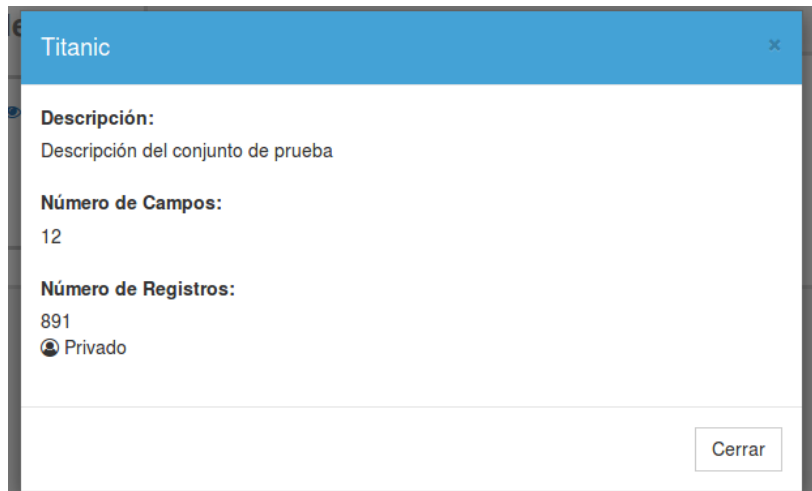 Titanic
×
Descripción:
Descripción del conjunto de prueba
Número de Campos:
12
Número de Registros:
891
Privado
Cerrar